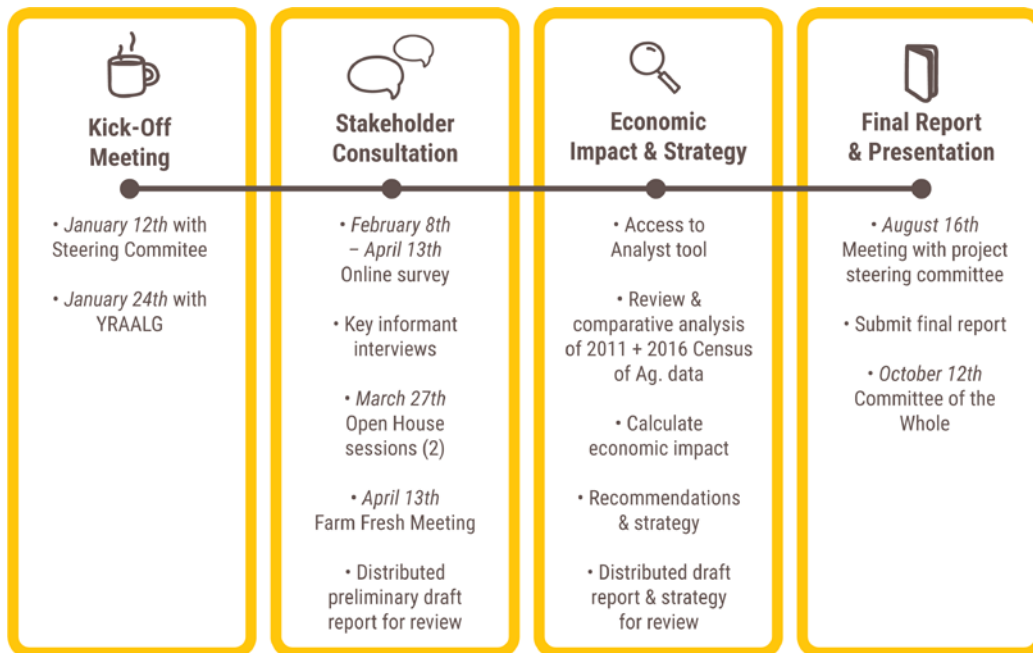 Kick-Off
Meeting
• January 12th with
Steering Commitee
• January 24th with
YRAALG
Stakeholder
Consultation
• February 8th
– April 13th
Online survey
• Key informant
interviews
• March 27th
Open House
sessions (2)
• April 13th
Farm Fresh Meeting
• Distributed
preliminary draft
report for review
Economic
Impact & Strategy
• Access to
Analyst tool
• Review &
comparative analysis
of 2011 + 2016 Census
of Ag. data
• Calculate
economic impact
• Recommendations
& strategy
• Distributed draft
report & strategy
for review
Final Report
& Presentation
• August 16th
Meeting with project
steering committee
• Submit final report
• October 12th
Committee of the
Whole